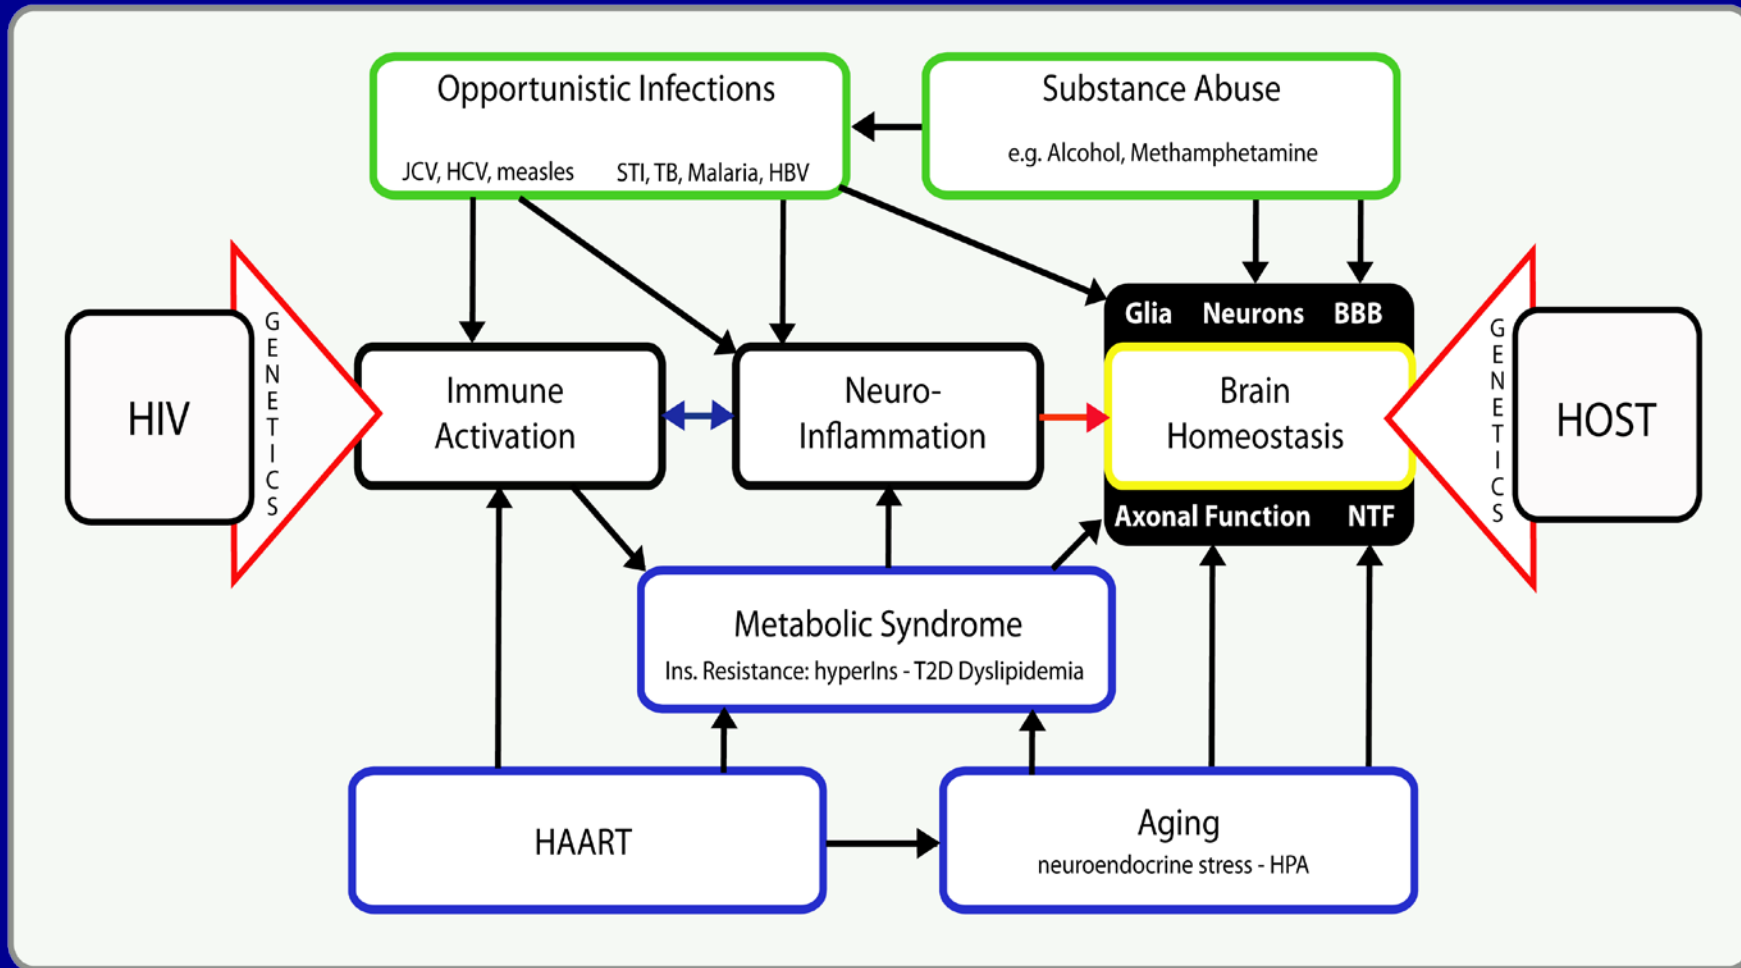 Opportunistic Infections
JCV, HCV, measles STI, TB, Malaria, HBV
Substance Abuse
e.g. Alcohol, Methamphetamine
HIV
GENETICS
Immune
Activation
Neuro-
Inflammation
Glia Neurons BBB
Brain
Homeostasis
Axonal Function NTF
GENETICS
HOST
Metabolic Syndrome
Ins. Resistance: hyperIns - T2D Dyslipidemia
HAART
Aging
neuroendocrine stress - HPA